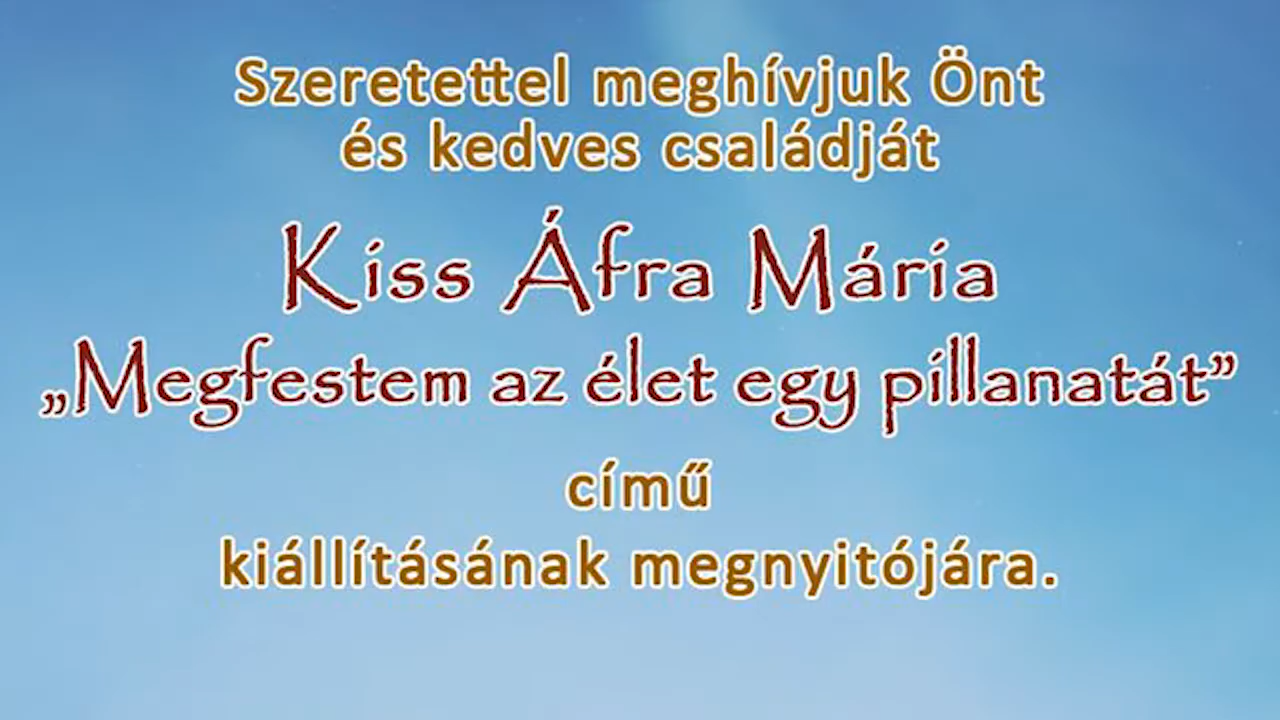 Szeretettel meghívjuk Önt
és kedves családját
Kiss Áfra Mária
„Megfestem az élet egy pillanatát”
című
kiállításának megnyitójára.